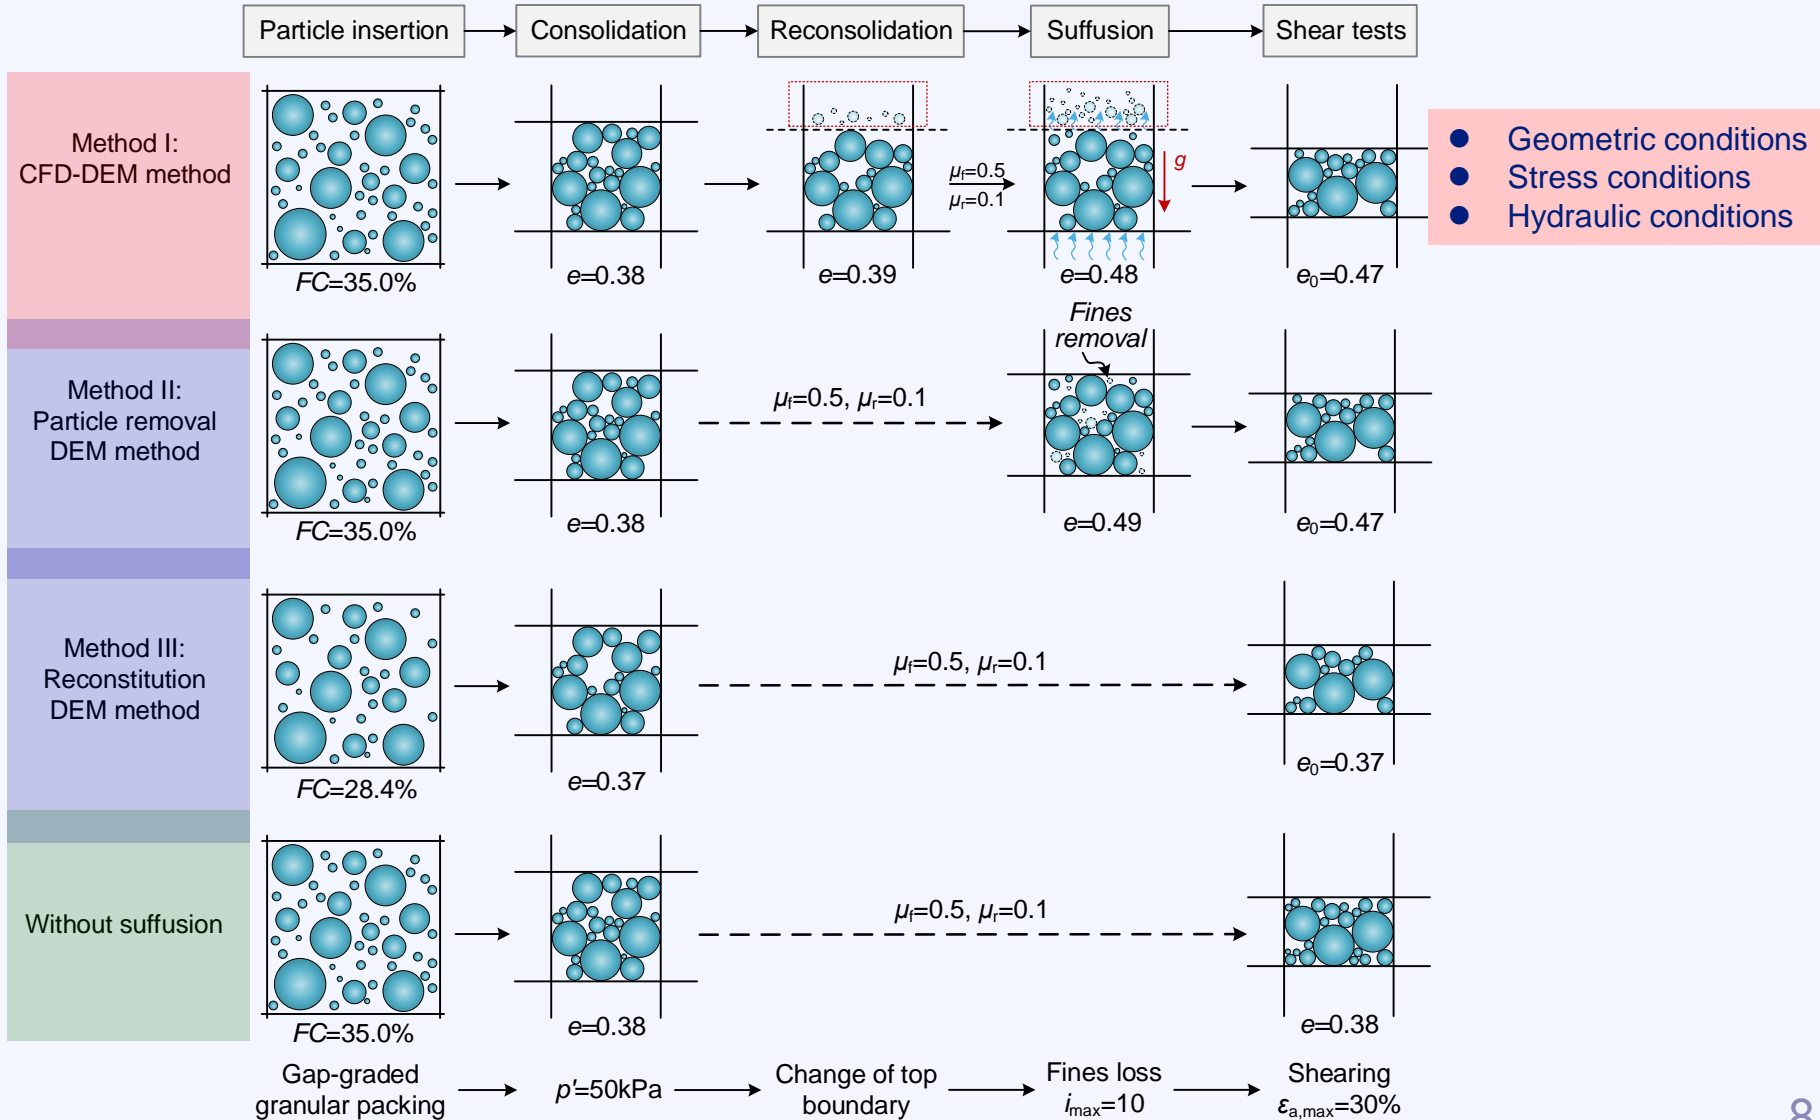 Particle insertion
Consolidation
Reconsolidation
Suffusion
Shear tests
Method I:
CFD-DEM method
FC=35.0%
e=0.38
e=0.39
μf=0.5
μr=0.1
g
e=0.48
e0=0.47
● Geometric conditions
● Stress conditions
● Hydraulic conditions
Method II:
Particle removal
DEM method
FC=35.0%
e=0.38
μf=0.5, μr=0.1
Fines
removal
e=0.49
e0=0.47
Method III:
Reconstitution
DEM method
FC=28.4%
e=0.37
μf=0.5, μr=0.1
e0=0.37
Without suffusion
FC=35.0%
e=0.38
μf=0.5, μr=0.1
e=0.38
Gap-graded
granular packing
p'=50kPa
Change of top
boundary
Fines loss
imax=10
Shearing
εa,max=30%
8